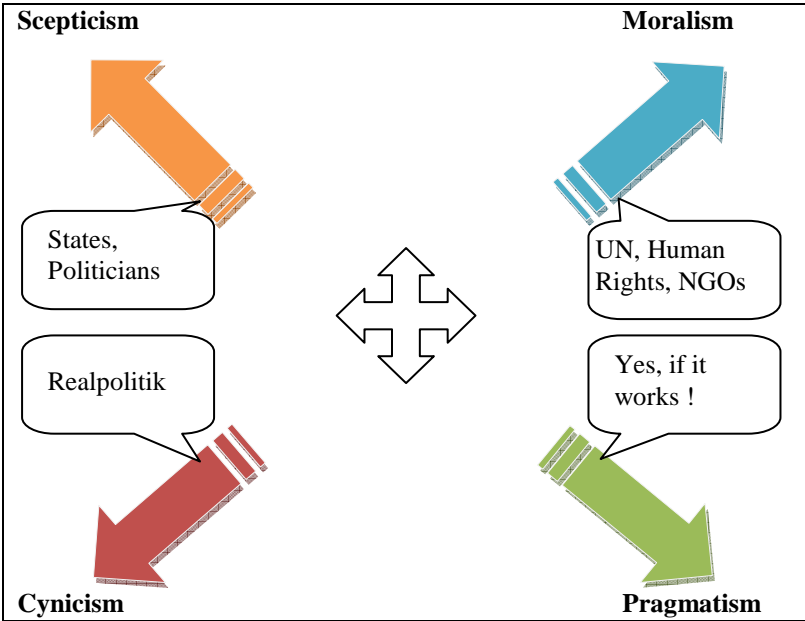 Scepticism
Moralism
States,
Politicians
UN, Human
Rights, NGOs
Realpolitik
Yes, if it
works !
Cynicism
Pragmatism